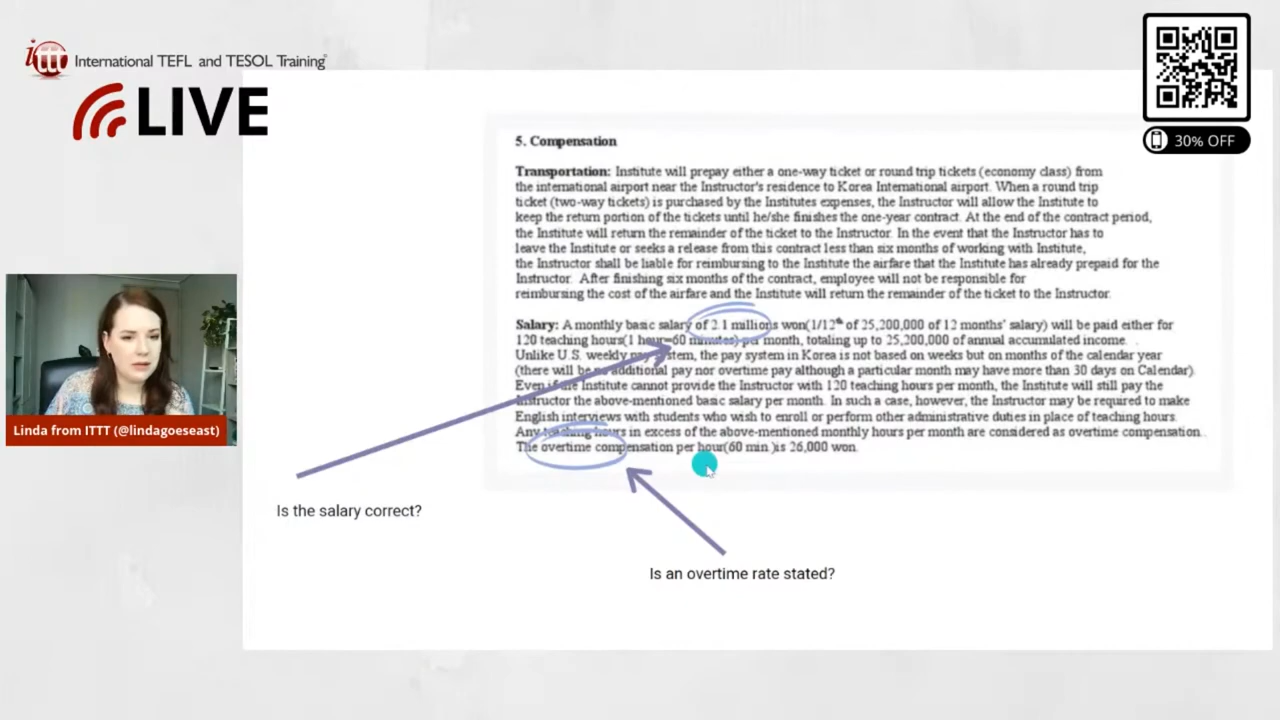 ittt International TEFL and TESOL Training
LIVE
30% OFF
5. Compensation
Transportation: Institute will prepay either a one-way ticket or round trip tickets (economy class) from
the international airport near the Instructor's residence to Korea International airport. When a round trip
ticket (two-way tickets) is purchased by the Institutes expenses, the Instructor will allow the Institute to
keep the return portion of the tickets until he/she finishes the one-year contract. At the end of the contract period,
the Institute will return the remainder of the ticket to the Instructor. In the event that the Instructor has to
leave the Institute or seeks a release from this contract less than six months of working with Institute,
the Instructor shall be liable for reimbursing to the Institute the airfare that the Institute has already prepaid for the
Instructor. After finishing six months of the contract, employee will not be responsible for
reimbursing the cost of the airfare and the Institute will return the remainder of the ticket to the Instructor.
Salary: A monthly basic salary of 2.1 millions won(1/12th of 25,200,000 of 12 months' salary) will be paid either for
120 teaching hours(1 hour=60 minutes) per month, totaling up to 25,200,000 of annual accumulated income.
Unlike U.S. weekly pay system, the pay system in Korea is not based on weeks but on months of the calendar year
(there will be no additional pay nor overtime pay although a particular month may have more than 30 days on Calendar).
Even if the Institute cannot provide the Instructor with 120 teaching hours per month, the Institute will still pay the
Instructor the above-mentioned basic salary per month. In such a case, however, the Instructor may be required to make
English interviews with students who wish to enroll or perform other administrative duties in place of teaching hours.
Any teaching hours in excess of the above-mentioned monthly hours per month are considered as overtime compensation.
The overtime compensation per hour(60 min.)is 26,000 won.
Linda from ITTT (@lindagoeseast)
Is the salary correct?
Is an overtime rate stated?